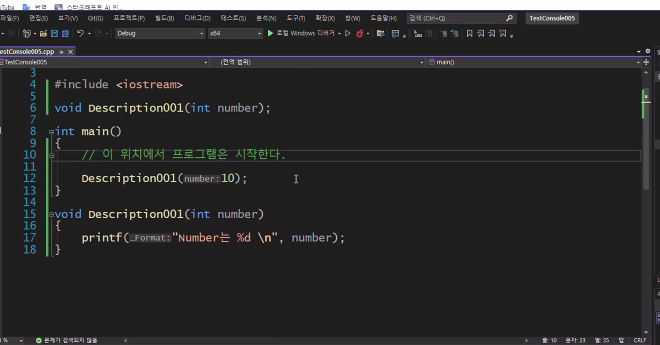 번역 스타크래프트 AI 인...
파일(F) 편집(E) 보기(V) Git(G) 프로젝트(P) 빌드(B) 디버그(D) 테스트(S) 분석(N) 도구(T) 확장(X) 창(W) 도움말(H) 검색 (Ctrl+Q) TestConsole005
Debug x64 로컬 Windows 디버거
TestConsole005.cpp
TestConsole005 (전역 범위) main()
3
4 #include <iostream>
5
6 void Description001(int number);
7
8 int main()
9 {
10 // 이 위치에서 프로그램은 시작한다.
11
12 Description001(number:10);
13 }
14
15 void Description001(int number)
16 {
17 printf(_Format:"Number는 %d \n", number);
18 }
문제가 검색되지 않음 줄: 10 문자: 23 열: 35 탭 CRLF